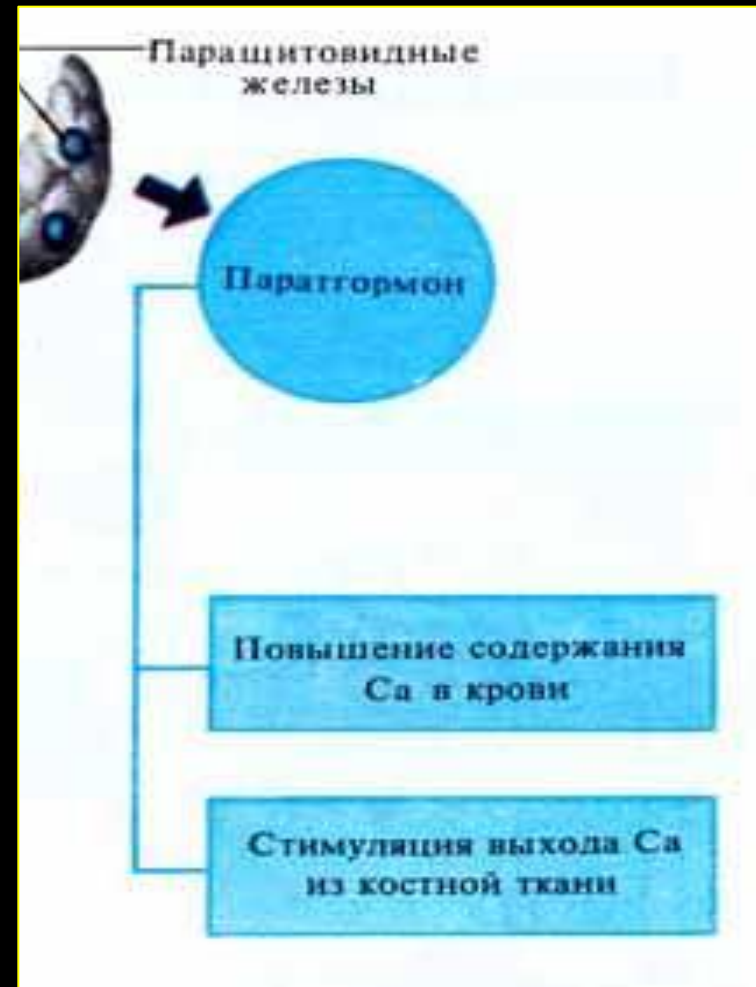 Паращитовидные
железы
Паратгормон
Повышение содержания
Са в крови
Стимуляция выхода Са
из костной ткани